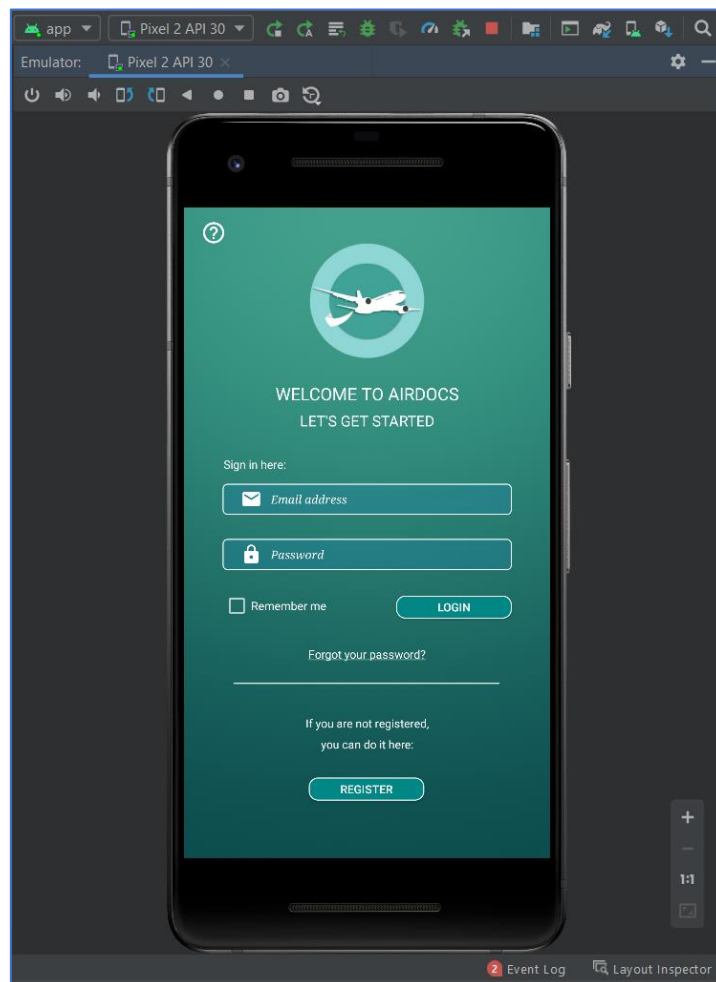 app Pixel 2 API 30
Emulator: Pixel 2 API 30
WELCOME TO AIRDOCS
LET'S GET STARTED
Sign in here:
Email address
Password
Remember me LOGIN
Forgot your password?
If you are not registered,
you can do it here:
REGISTER
1:1
2 Event Log Layout Inspector